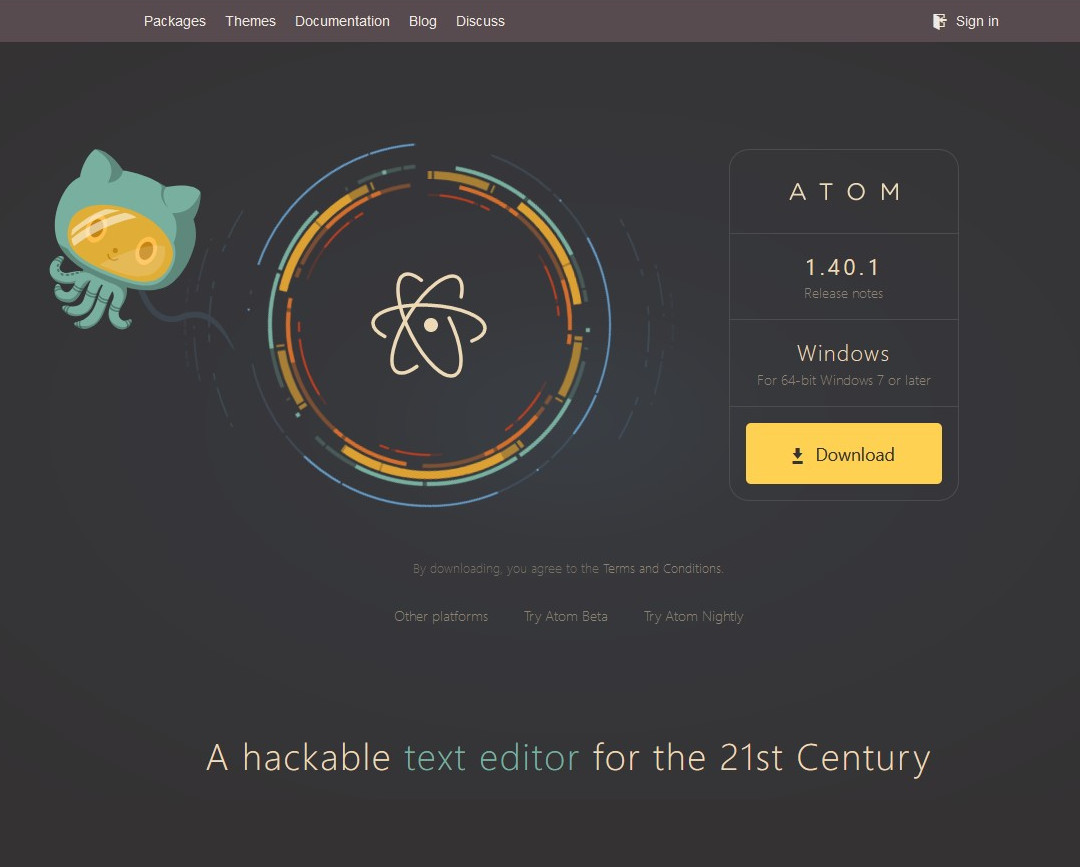 Packages Themes Documentation Blog Discuss Sign in
ATOM
1.40.1
Release notes
Windows
For 64-bit Windows 7 or later
Download
By downloading, you agree to the Terms and Conditions.
Other platforms Try Atom Beta Try Atom Nightly
A hackable text editor for the 21st Century